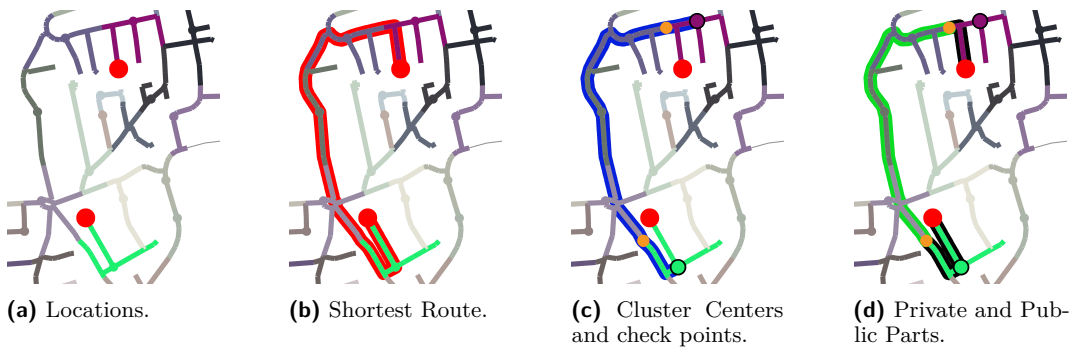 (a) Locations.
(b) Shortest Route.
(c) Cluster Centers
and check points.
(d) Private and Pub-
lic Parts.